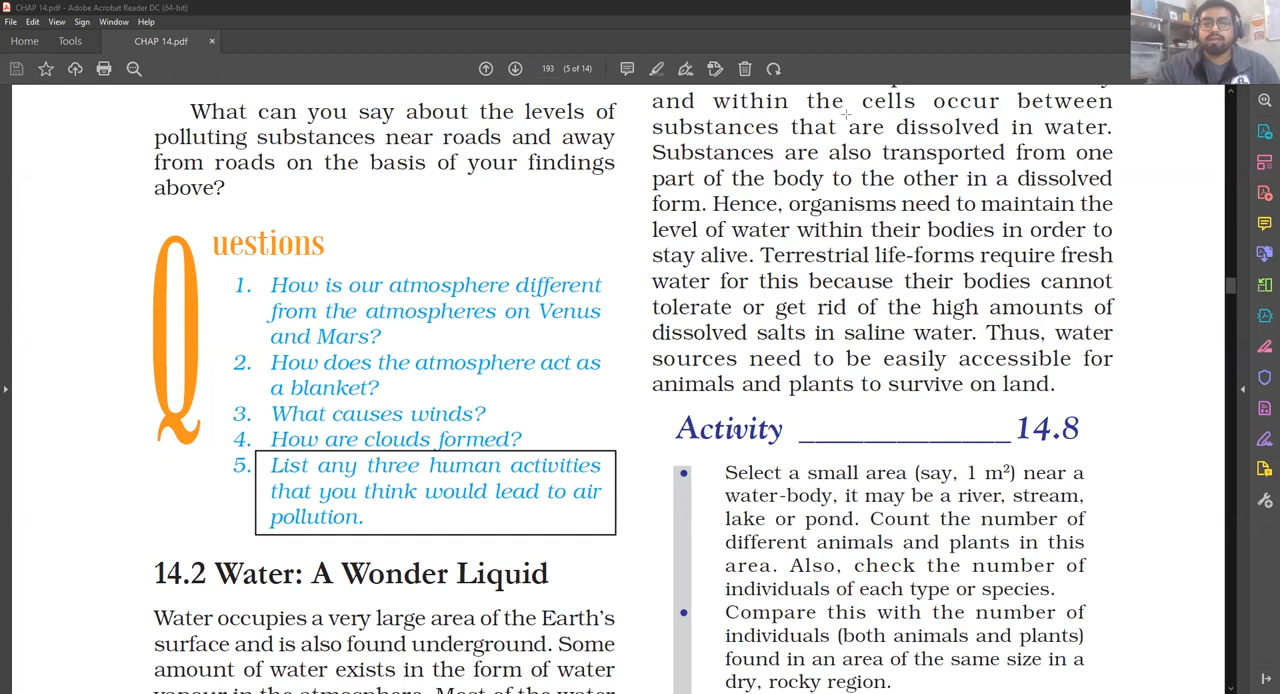 CHAP 14.pdf - Adobe Acrobat Reader DC (64-bit)
File Edit View Sign Window Help
Home Tools CHAP 14.pdf ×
193 (5 of 14)
What can you say about the levels of
polluting substances near roads and away
from roads on the basis of your findings
above?
Questions
1. How is our atmosphere different
from the atmospheres on Venus
and Mars?
2. How does the atmosphere act as
a blanket?
3. What causes winds?
4. How are clouds formed?
5. List any three human activities
that you think would lead to air
pollution.
14.2 Water: A Wonder Liquid
Water occupies a very large area of the Earth's
surface and is also found underground. Some
amount of water exists in the form of water
vapour in the atmosphere. Most of the water
and within the cells occur between
substances that are dissolved in water.
Substances are also transported from one
part of the body to the other in a dissolved
form. Hence, organisms need to maintain the
level of water within their bodies in order to
stay alive. Terrestrial life-forms require fresh
water for this because their bodies cannot
tolerate or get rid of the high amounts of
dissolved salts in saline water. Thus, water
sources need to be easily accessible for
animals and plants to survive on land.
Activity ______________ 14.8
• Select a small area (say, 1 m²) near a
water-body, it may be a river, stream,
lake or pond. Count the number of
different animals and plants in this
area. Also, check the number of
individuals of each type or species.
• Compare this with the number of
individuals (both animals and plants)
found in an area of the same size in a
dry, rocky region.